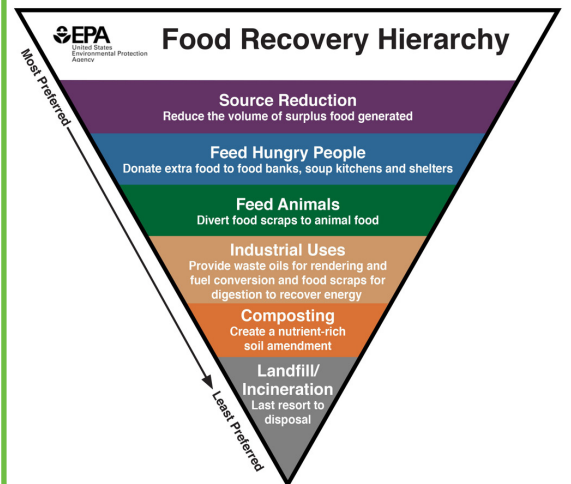 EPA
United States
Environmental Protection
Agency
Food Recovery Hierarchy
Most Preferred
Source Reduction
Reduce the volume of surplus food generated
Feed Hungry People
Donate extra food to food banks, soup kitchens and shelters
Feed Animals
Divert food scraps to animal food
Industrial Uses
Provide waste oils for rendering and
fuel conversion and food scraps for
digestion to recover energy
Composting
Create a nutrient-rich
soil amendment
Landfill/
Incineration
Last resort to
disposal
Least Preferred